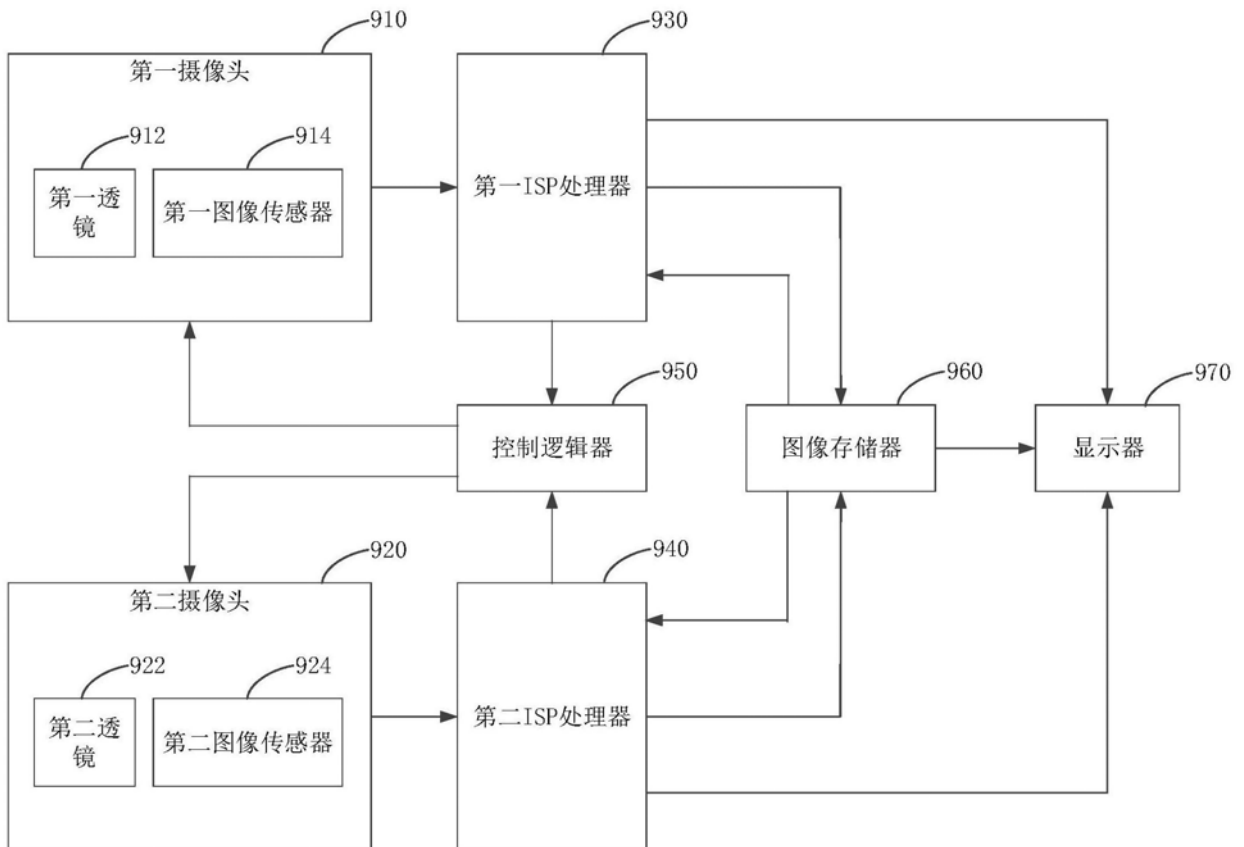 910
930
第一摄像头
912
914
第一透
镜
第一图像传感器
第一ISP处理器
950
960
970
控制逻辑器
图像存储器
显示器
920
940
第二摄像头
922
924
第二透
镜
第二图像传感器
第二ISP处理器